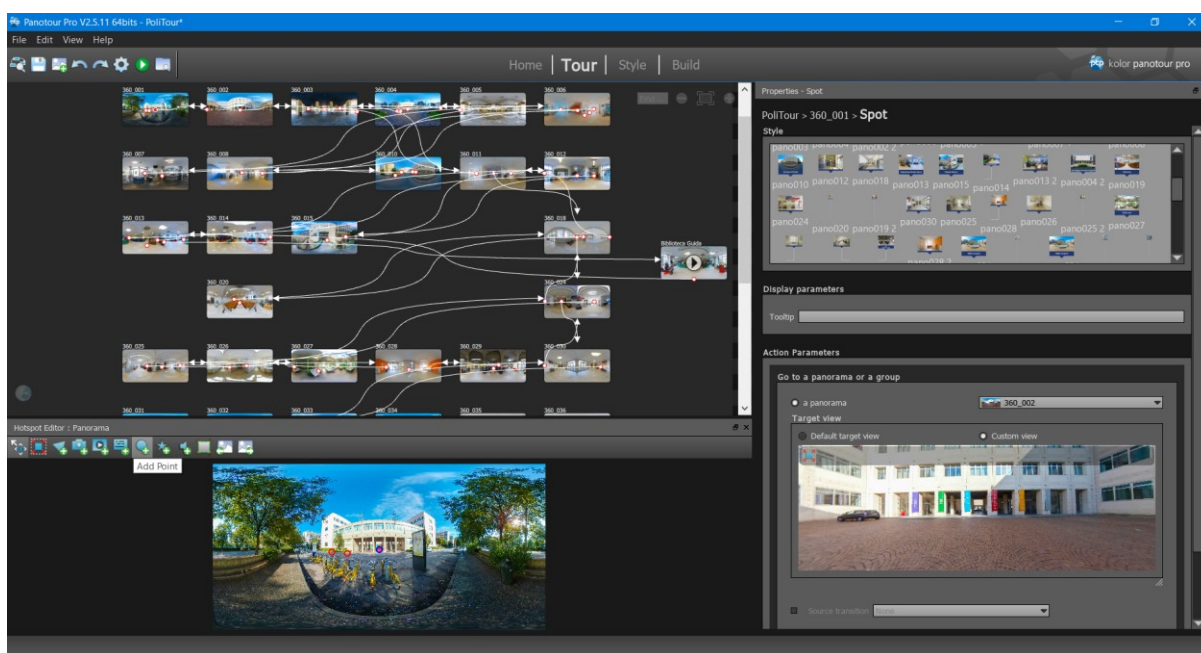 Panotour Pro V2.5.11 64bits - PoliTour*
File Edit View Help
Home Tour Style Build
kolor panotour pro
360_001 360_002 360_003 360_004 360_005 360_006
360_007 360_008 360_010 360_011 360_012
360_013 360_014 360_015 360_018
Biblioteca Guida
360_020 360_024
360_025 360_026 360_027 360_028 360_029 360_030
360_031 360_032 360_033 360_034 360_035 360_036
Hotspot Editor : Panorama
Add Point
Properties - Spot
PoliTour > 360_001 > Spot
Style
pano010 pano012 pano018 pano013 pano015 pano014 pano013 2 pano004 2 pano019
pano024 pano020 pano019 2 pano030 pano025 pano028 pano026 pano025 2 pano027
Display parameters
Tooltip
Action Parameters
Go to a panorama or a group
a panorama 360_002
Target view
Default target view Custom view
Source transition None